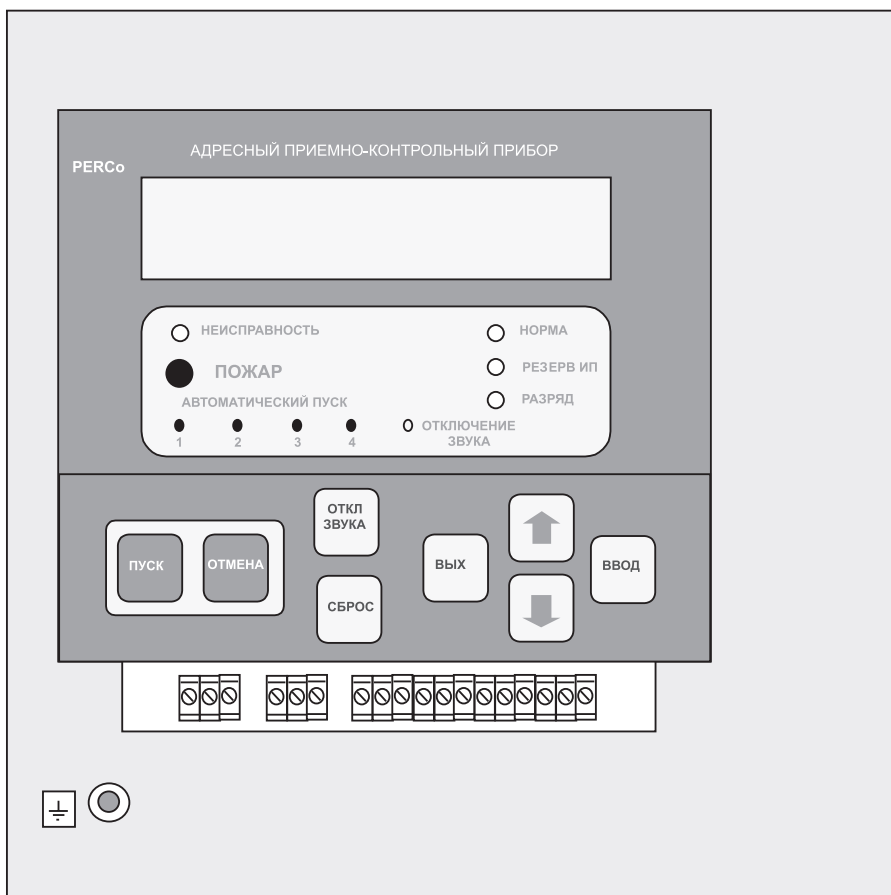 АДРЕСНЫЙ ПРИЕМНО-КОНТРОЛЬНЫЙ ПРИБОР
PERCo
НЕИСПРАВНОСТЬ
НОРМА
ПОЖАР
РЕЗЕРВ ИП
АВТОМАТИЧЕСКИЙ ПУСК
РАЗРЯД
1 2 3 4
ОТКЛЮЧЕНИЕ
ЗВУКА
ОТКЛ
ЗВУКА
ПУСК
ОТМЕНА
ВЫХ
ВВОД
СБРОС